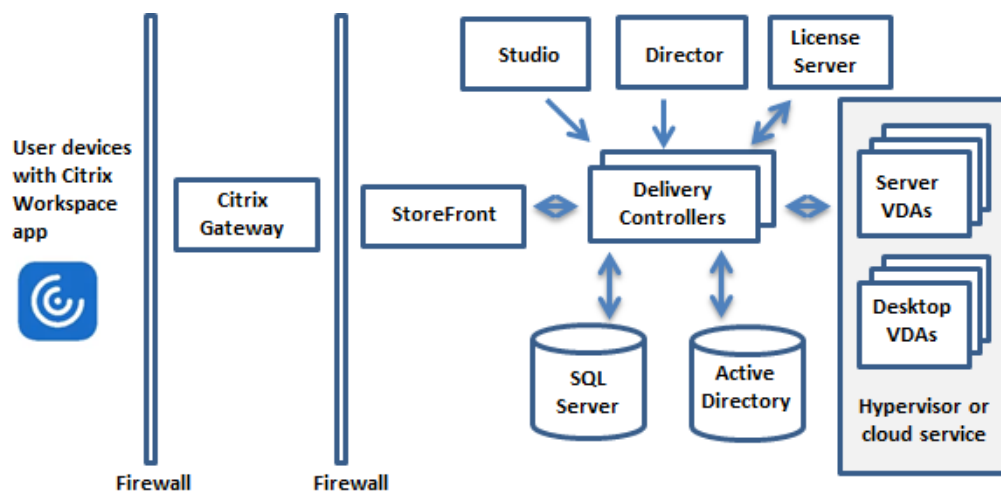 User devices
with Citrix
Workspace
app
Firewall
Citrix
Gateway
Firewall
StoreFront
Studio
Director
License
Server
Delivery
Controllers
SQL
Server
Active
Directory
Server
VDAs
Desktop
VDAs
Hypervisor or
cloud service